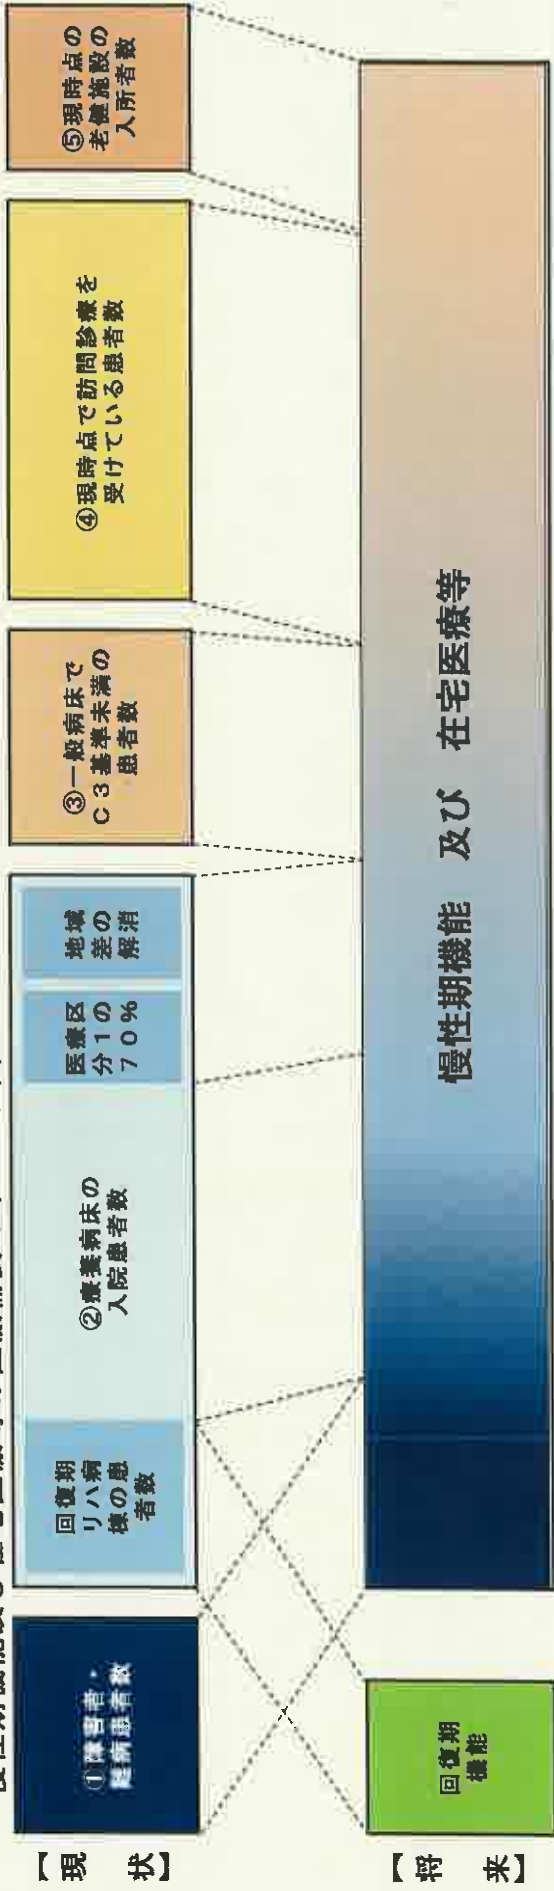 【現
状】
①障害者・
難病患者数
回復期
リハ病
棟の患
者数
②療養病床の
入院患者数
医療区
分1の
70%
地域
差の
解消
③一般病床で
C3基準未満の
患者数
④現時点で訪問診療を
受けている患者数
⑤現時点の
老健施設の
入所者数
【将
来】
回復期
機能
慢性期機能 及び 在宅医療等